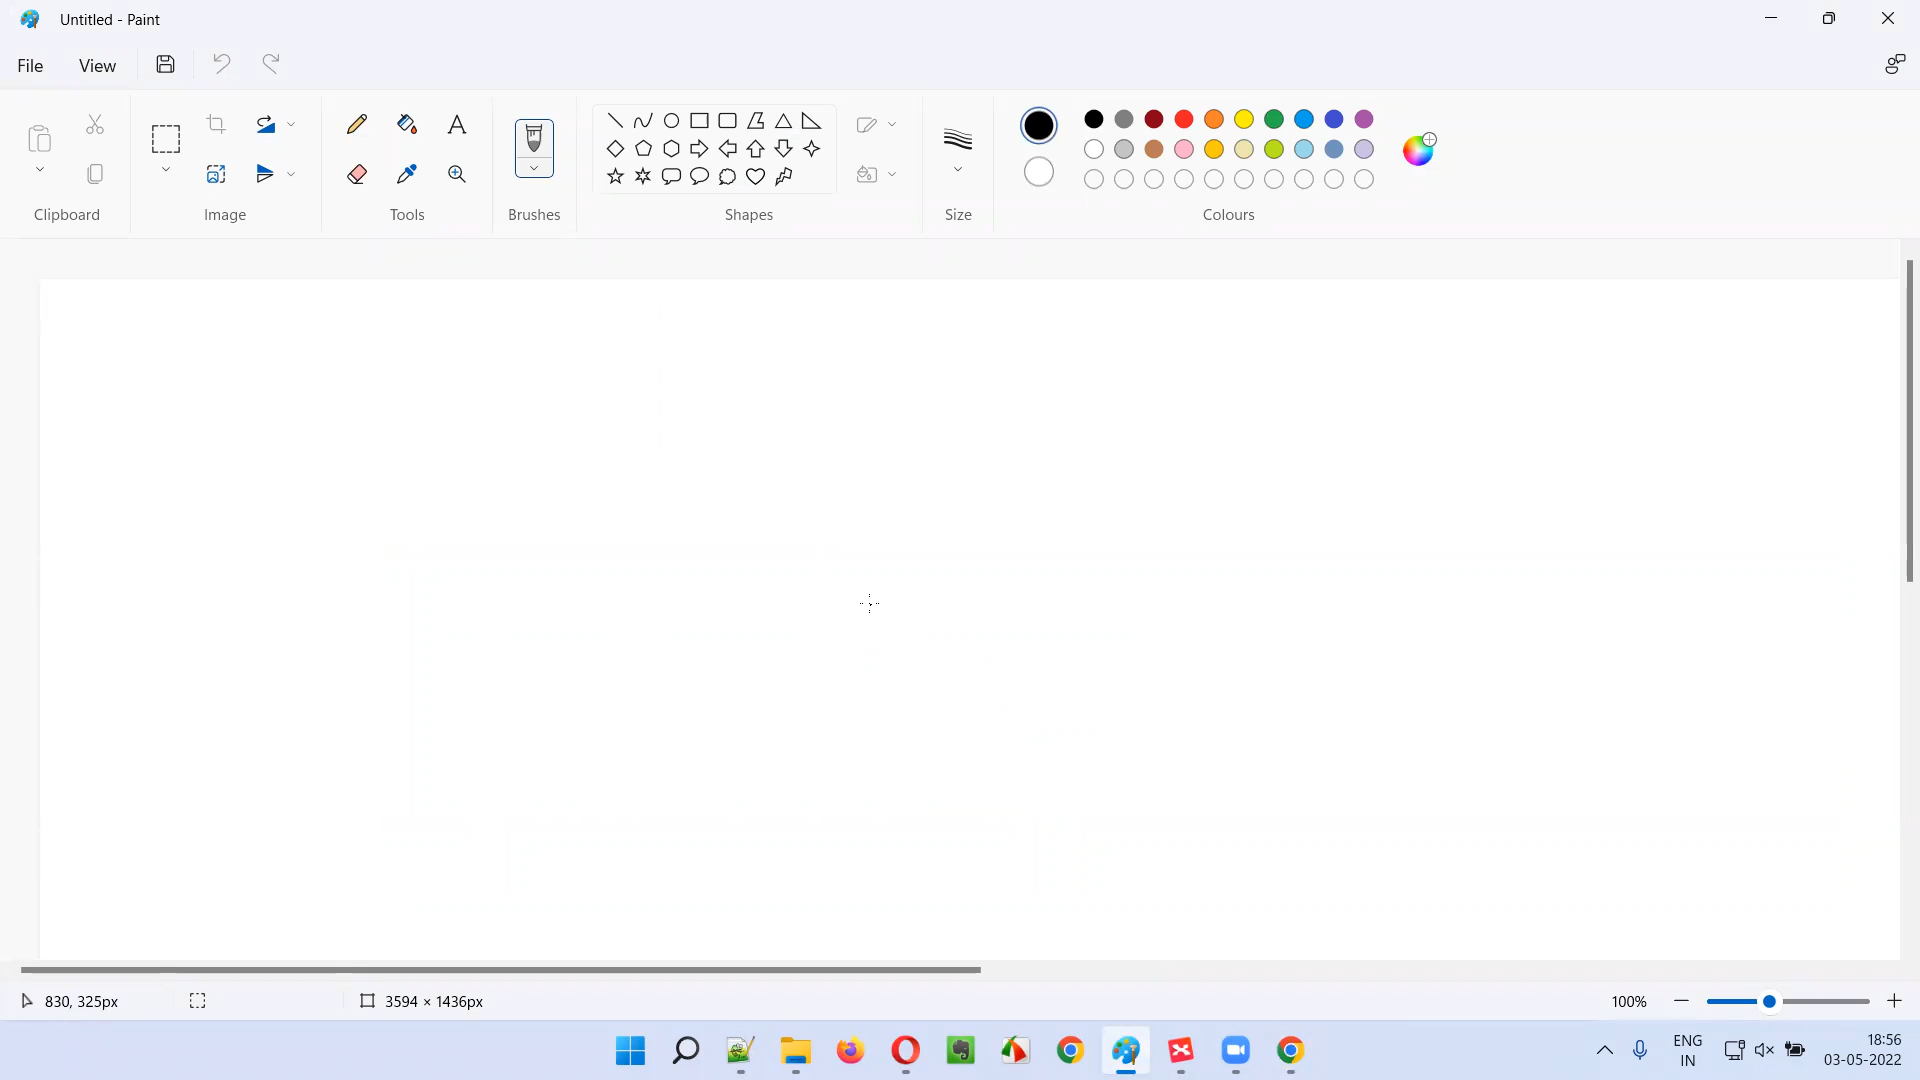 Untitled - Paint
File View
Clipboard Image Tools Brushes Shapes Size Colours
830, 325px 3594 × 1436px 100%
ENG 18:56
IN 03-05-2022